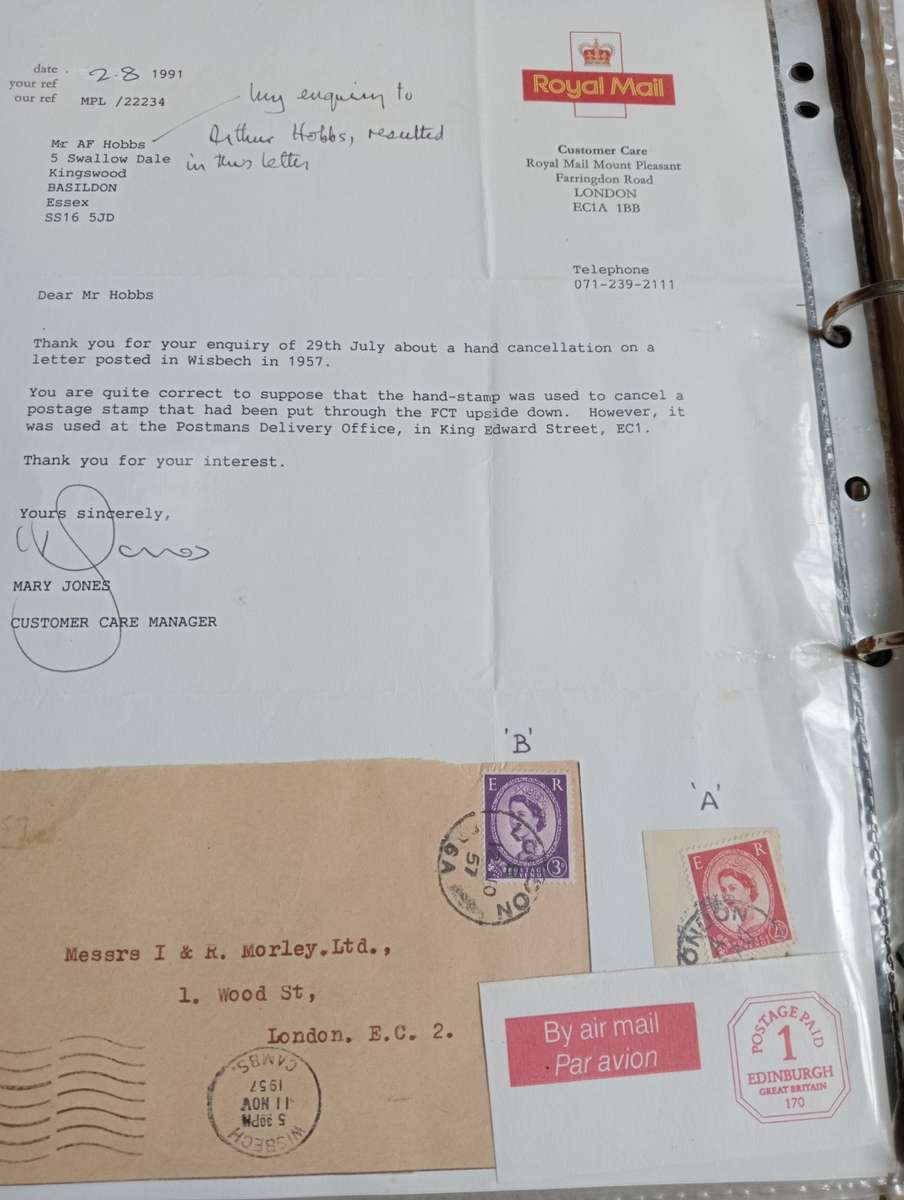 date 2.8 1991
your ref
our ref MPL /22234
my enquiry to
Arthur Hobbs, resulted
in this letter
Royal Mail
Mr AF Hobbs
5 Swallow Dale
Kingswood
BASILDON
Essex
SS16 5JD
Customer Care
Royal Mail Mount Pleasant
Farringdon Road
LONDON
EC1A 1BB
Telephone
071-239-2111
Dear Mr Hobbs
Thank you for your enquiry of 29th July about a hand cancellation on a
letter posted in Wisbech in 1957.
You are quite correct to suppose that the hand-stamp was used to cancel a
postage stamp that had been put through the FCT upside down. However, it
was used at the Postmans Delivery Office, in King Edward Street, EC1.
Thank you for your interest.
Yours sincerely,
MARY JONES
CUSTOMER CARE MANAGER
'B'
'A'
E R
3D
LONDON
57
6A
E R
LONDON
Messrs I & R. Morley.Ltd.,
1. Wood St,
London. E.C. 2.
WISBECH
5 30PM
11 NOV
1957
CAMBS.
By air mail
Par avion
POSTAGE PAID
1
EDINBURGH
GREAT BRITAIN
170